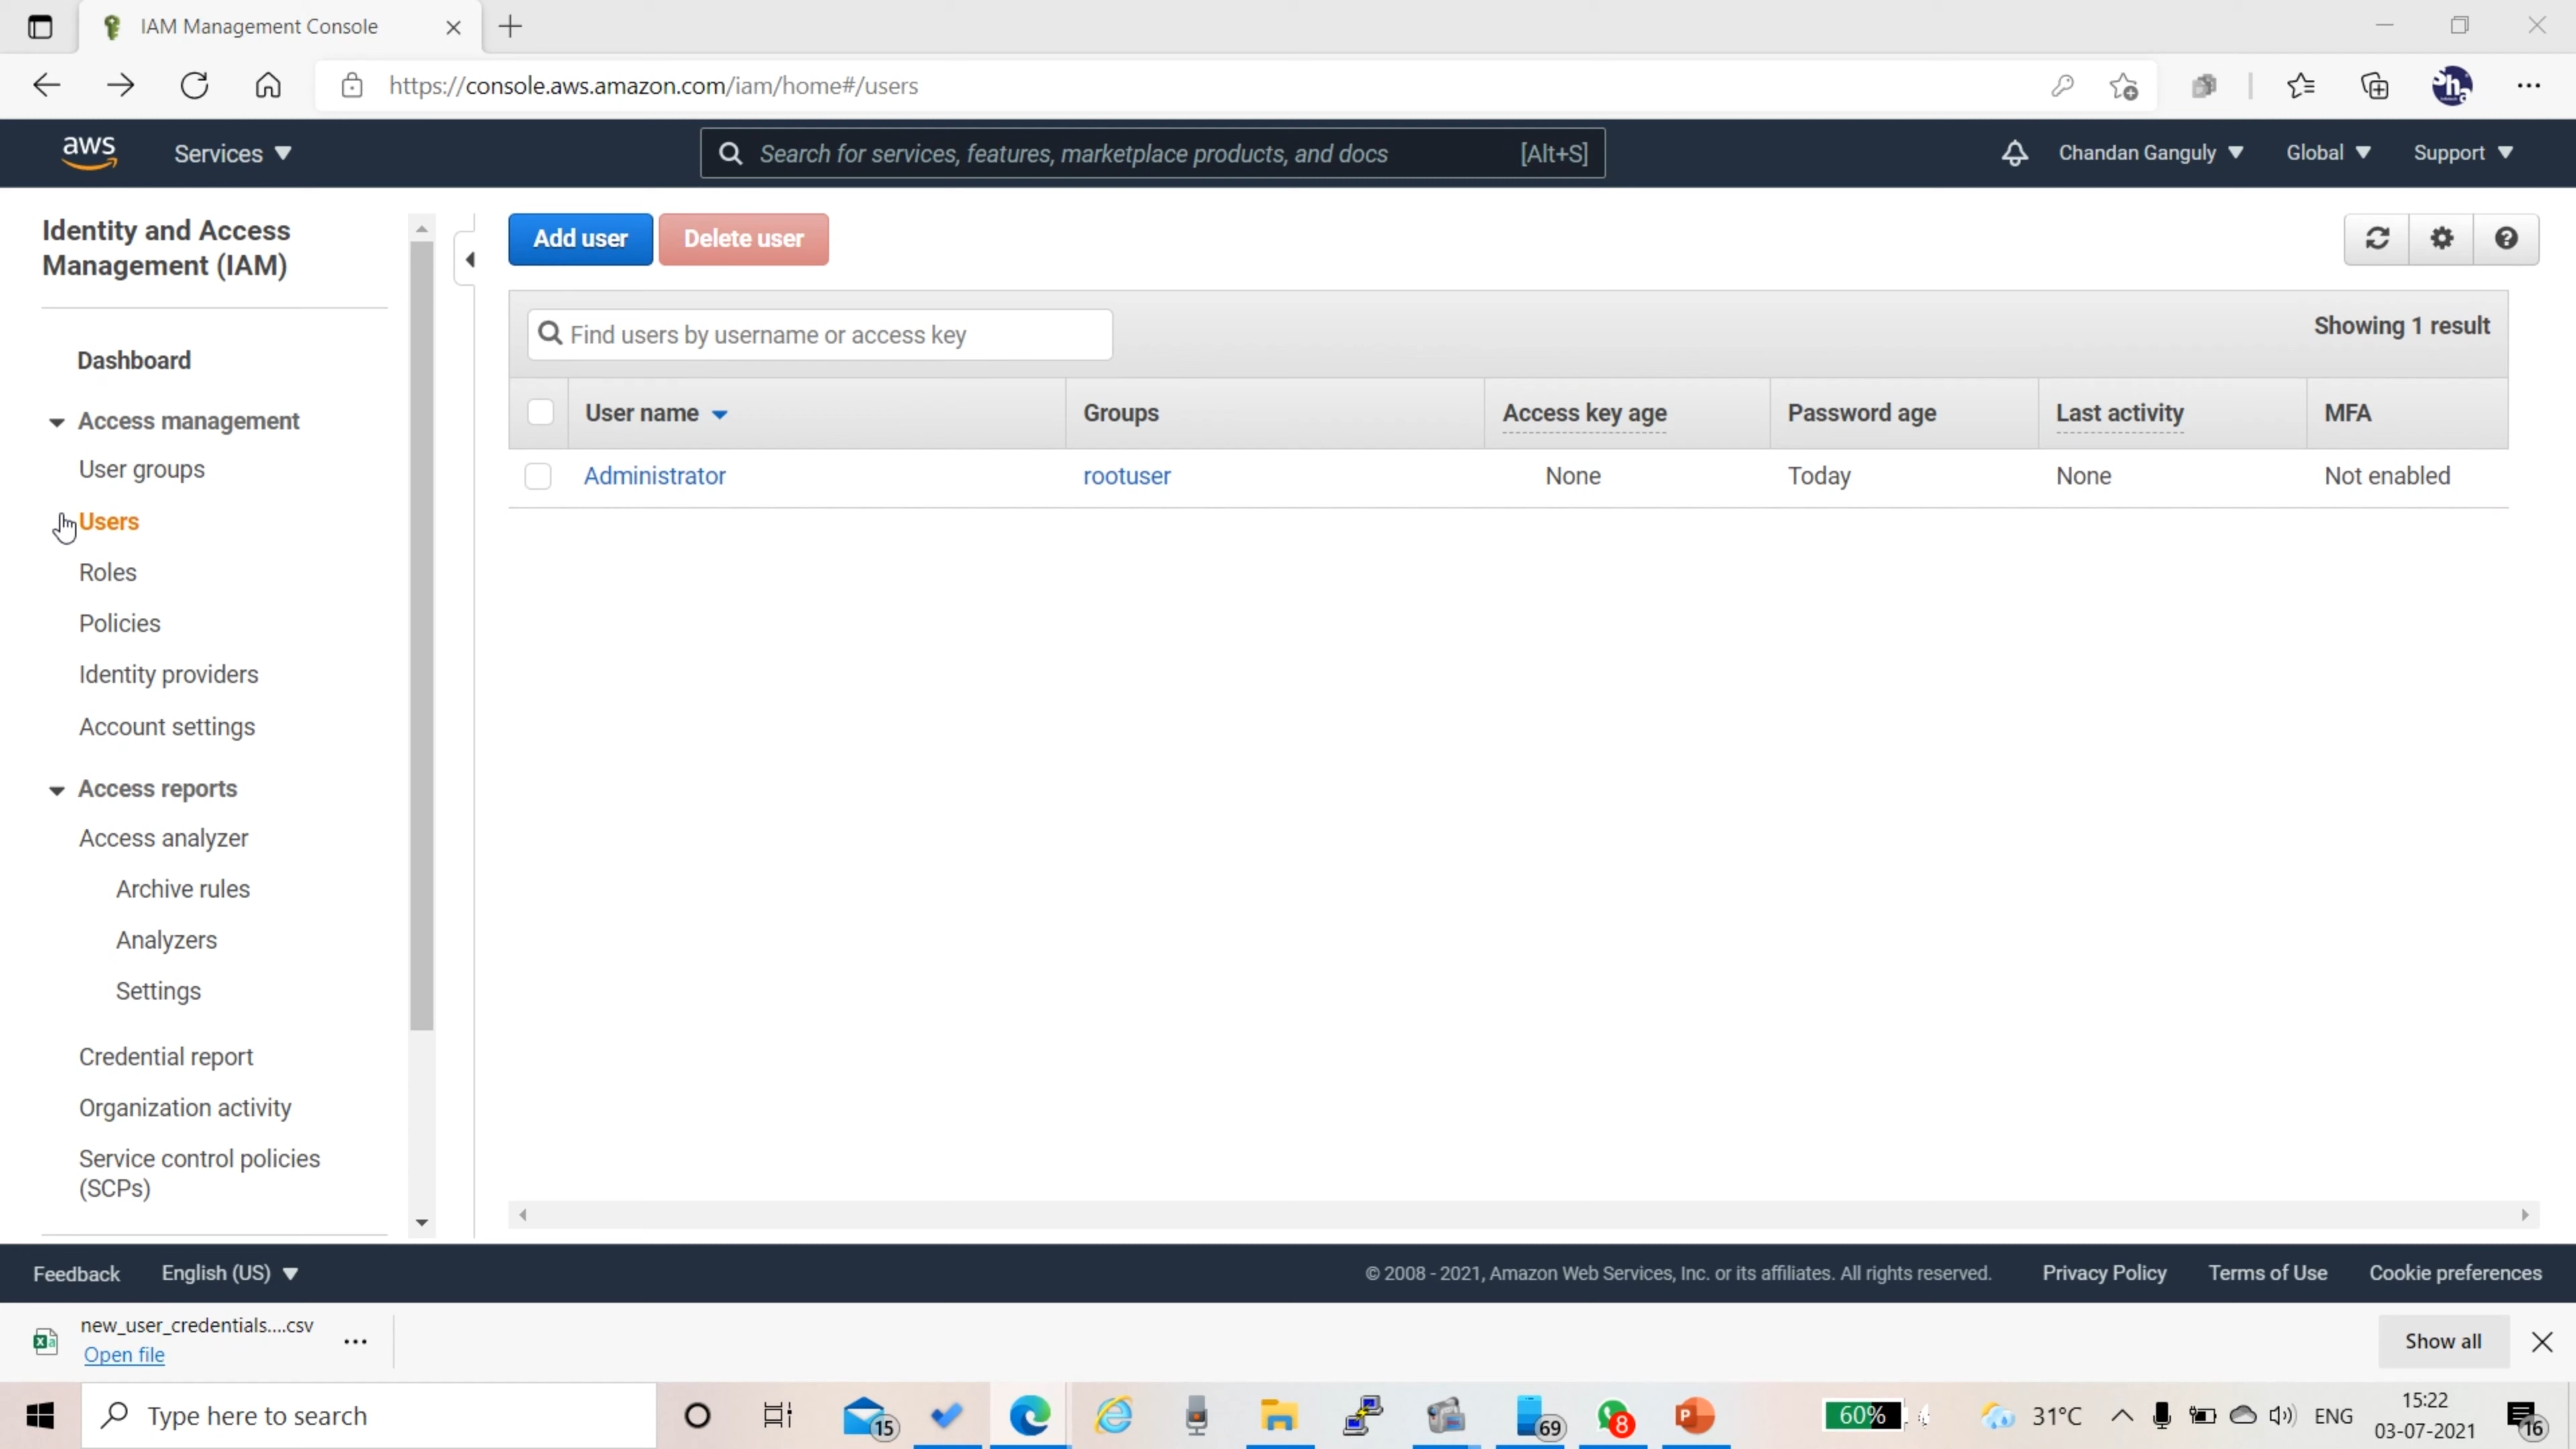 IAM Management Console
https://console.aws.amazon.com/iam/home#/users
aws
Services
Search for services, features, marketplace products, and docs
[Alt+S]
Chandan Ganguly
Global
Support
Identity and Access
Management (IAM)
Dashboard
Access management
User groups
Users
Roles
Policies
Identity providers
Account settings
Access reports
Access analyzer
Archive rules
Analyzers
Settings
Credential report
Organization activity
Service control policies
(SCPs)
Add user
Delete user
Find users by username or access key
Showing 1 result
User name Groups Access key age Password age Last activity MFA
Administrator rootuser None Today None Not enabled
Feedback
English (US)
© 2008 - 2021, Amazon Web Services, Inc. or its affiliates. All rights reserved.
Privacy Policy
Terms of Use
Cookie preferences
new_user_credentials....csv
Open file
Show all
Type here to search
15
69
8
60%
31°C
ENG
15:22
03-07-2021
16